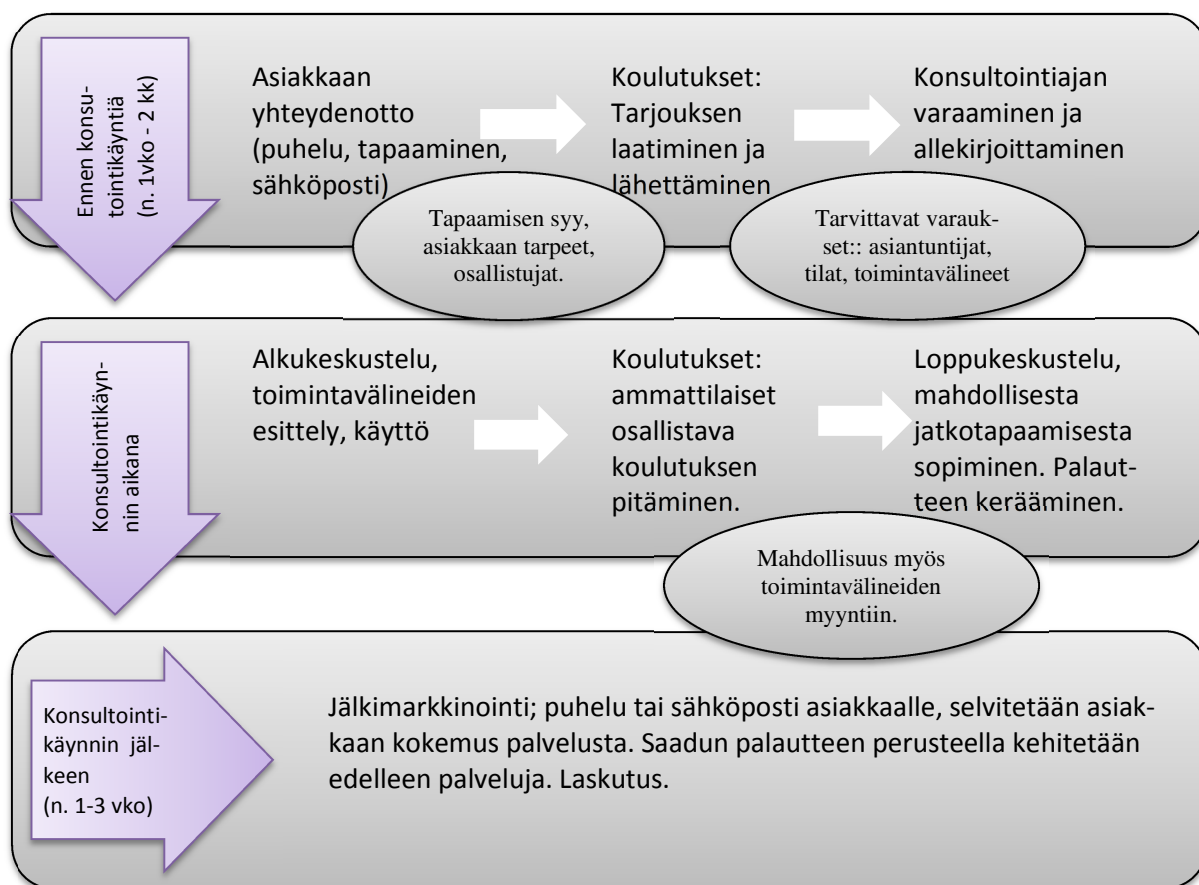 Ennen konsu-
tointikäyntiä
(n. 1vko - 2 kk)
Asiakkaan
yhteydenotto
(puhelu, tapaaminen,
sähköposti)
Koulutukset:
Tarjouksen
laatiminen ja
lähettäminen
Konsultointiajan
varaaminen ja
allekirjoittaminen
Tapaamisen syy,
asiakkaan tarpeet,
osallistujat.
Tarvittavat varauk-
set:: asiantuntijat,
tilat, toimintavälineet
Konsultointikäyn-
nin aikana
Alkukeskustelu,
toimintavälineiden
esittely, käyttö
Koulutukset:
ammattilaiset
osallistava
koulutuksen
pitäminen.
Loppukeskustelu,
mahdollisesta
jatkotapaamisesta
sopiminen. Palaut-
teen kerääminen.
Mahdollisuus myös
toimintavälineiden
myyntiin.
Konsultointi-
käynnin jäl-
keen
(n. 1-3 vko)
Jälkimarkkinointi; puhelu tai sähköposti asiakkaalle, selvitetään asiak-
kaan kokemus palvelusta. Saadun palautteen perusteella kehitetään
edelleen palveluja. Laskutus.